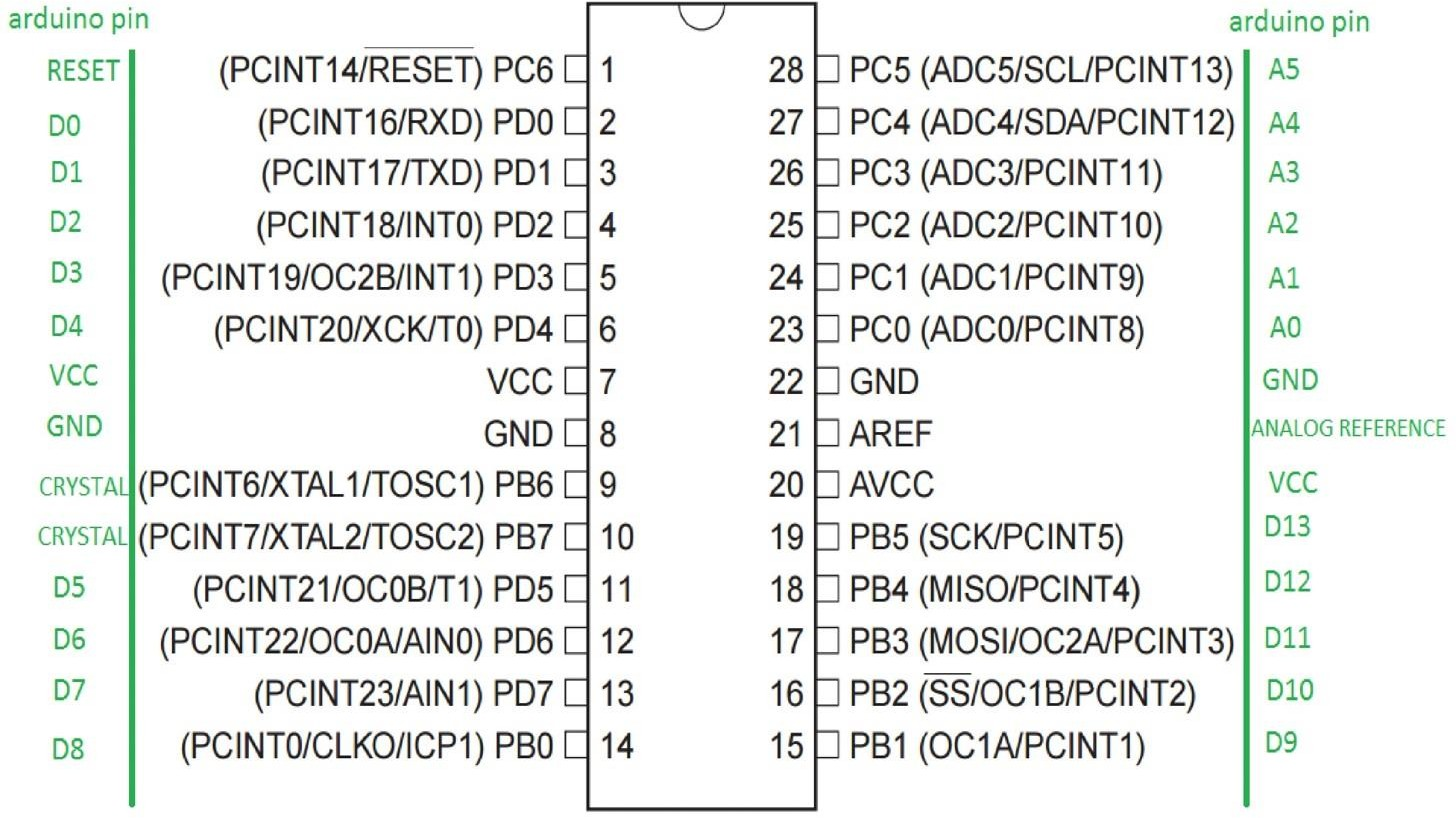 arduino pin arduino pin
RESET (PCINT14/RESET) PC6 1 28 PC5 (ADC5/SCL/PCINT13) A5
D0 (PCINT16/RXD) PD0 2 27 PC4 (ADC4/SDA/PCINT12) A4
D1 (PCINT17/TXD) PD1 3 26 PC3 (ADC3/PCINT11) A3
D2 (PCINT18/INT0) PD2 4 25 PC2 (ADC2/PCINT10) A2
D3 (PCINT19/OC2B/INT1) PD3 5 24 PC1 (ADC1/PCINT9) A1
D4 (PCINT20/XCK/T0) PD4 6 23 PC0 (ADC0/PCINT8) A0
VCC VCC 7 22 GND GND
GND GND 8 21 AREF ANALOG REFERENCE
CRYSTAL (PCINT6/XTAL1/TOSC1) PB6 9 20 AVCC VCC
CRYSTAL (PCINT7/XTAL2/TOSC2) PB7 10 19 PB5 (SCK/PCINT5) D13
D5 (PCINT21/OC0B/T1) PD5 11 18 PB4 (MISO/PCINT4) D12
D6 (PCINT22/OC0A/AIN0) PD6 12 17 PB3 (MOSI/OC2A/PCINT3) D11
D7 (PCINT23/AIN1) PD7 13 16 PB2 (SS/OC1B/PCINT2) D10
D8 (PCINT0/CLKO/ICP1) PB0 14 15 PB1 (OC1A/PCINT1) D9